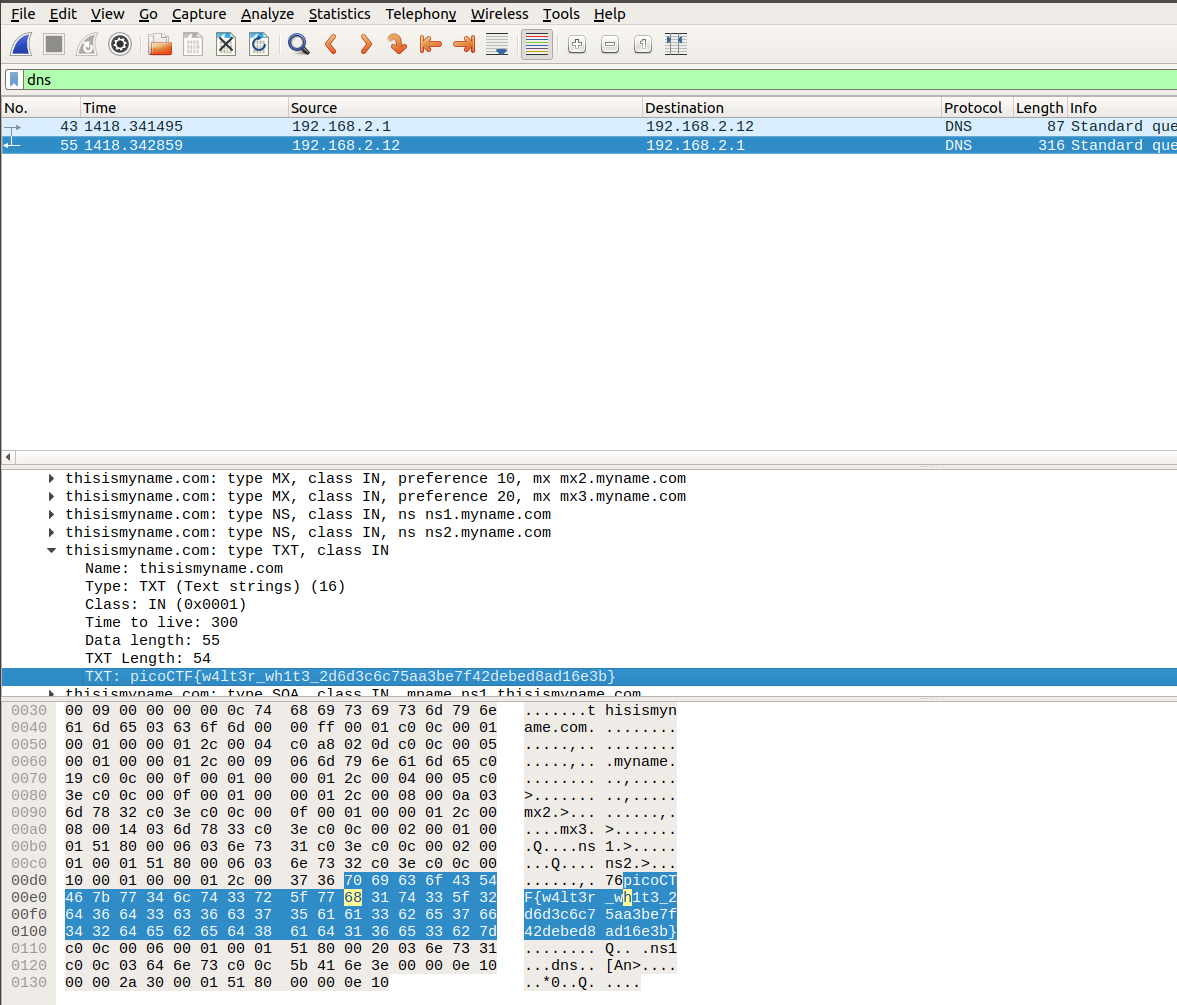 File Edit View Go Capture Analyze Statistics Telephony Wireless Tools Help
dns
No. Time Source Destination Protocol Length Info
43 1418.341495 192.168.2.1 192.168.2.12 DNS 87 Standard que
55 1418.342859 192.168.2.12 192.168.2.1 DNS 316 Standard que
thisismyname.com: type MX, class IN, preference 10, mx mx2.myname.com
thisismyname.com: type MX, class IN, preference 20, mx mx3.myname.com
thisismyname.com: type NS, class IN, ns ns1.myname.com
thisismyname.com: type NS, class IN, ns ns2.myname.com
thisismyname.com: type TXT, class IN
Name: thisismyname.com
Type: TXT (Text strings) (16)
Class: IN (0x0001)
Time to live: 300
Data length: 55
TXT Length: 54
TXT: picoCTF{w4lt3r_wh1t3_2d6d3c6c75aa3be7f42debed8ad16e3b}
thisismyname.com: type SOA, class IN, mname ns1.thisismyname.com
0030 00 09 00 00 00 00 0c 74 68 69 73 69 73 6d 79 6e .......t hisismyn
0040 61 6d 65 03 63 6f 6d 00 00 ff 00 01 c0 0c 00 01 ame.com. ........
0050 00 01 00 00 01 2c 00 04 c0 a8 02 0d c0 0c 00 05 .....,.. ........
0060 00 01 00 00 01 2c 00 09 06 6d 79 6e 61 6d 65 c0 .....,.. .myname.
0070 19 c0 0c 00 0f 00 01 00 00 01 2c 00 04 00 05 c0 ........ ..,.....
0080 3e c0 0c 00 0f 00 01 00 00 01 2c 00 08 00 0a 03 >....... ..,.....
0090 6d 78 32 c0 3e c0 0c 00 0f 00 01 00 00 01 2c 00 mx2.>... ......,.
00a0 08 00 14 03 6d 78 33 c0 3e c0 0c 00 02 00 01 00 ....mx3. >.......
00b0 01 51 80 00 06 03 6e 73 31 c0 3e c0 0c 00 02 00 .Q....ns 1.>.....
00c0 01 00 01 51 80 00 06 03 6e 73 32 c0 3e c0 0c 00 ...Q.... ns2.>...
00d0 10 00 01 00 00 01 2c 00 37 36 70 69 63 6f 43 54 ......,. 76picoCT
00e0 46 7b 77 34 6c 74 33 72 5f 77 68 31 74 33 5f 32 F{w4lt3r _wh1t3_2
00f0 64 36 64 33 63 36 63 37 35 61 61 33 62 65 37 66 d6d3c6c7 5aa3be7f
0100 34 32 64 65 62 65 64 38 61 64 31 36 65 33 62 7d 42debed8 ad16e3b}
0110 c0 0c 00 06 00 01 00 01 51 80 00 20 03 6e 73 31 ........ Q.. .ns1
0120 c0 0c 03 64 6e 73 c0 0c 5b 41 6e 3e 00 00 0e 10 ...dns.. [An>....
0130 00 00 2a 30 00 01 51 80 00 00 0e 10 ..*0..Q. ....